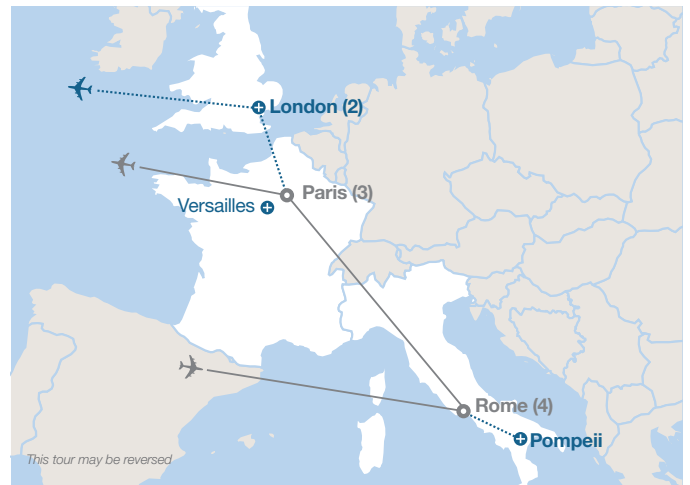 London (2)
Paris (3)
Versailles
Rome (4)
Pompeii
This tour may be reversed